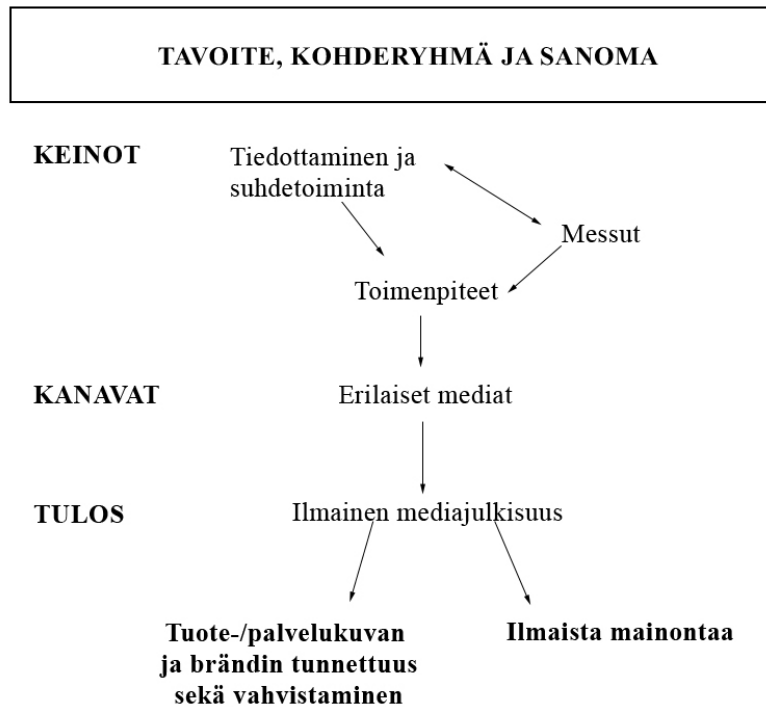 TAVOITE, KOHDERYHMÄ JA SANOMA
KEINOT
Tiedottaminen ja
suhdetoiminta
Messut
Toimenpiteet
KANAVAT
Erilaiset mediat
TULOS
Ilmainen mediajulkisuus
Tuote-/palvelukuvan
ja brändin tunnettuus
sekä vahvistaminen
Ilmaista mainontaa